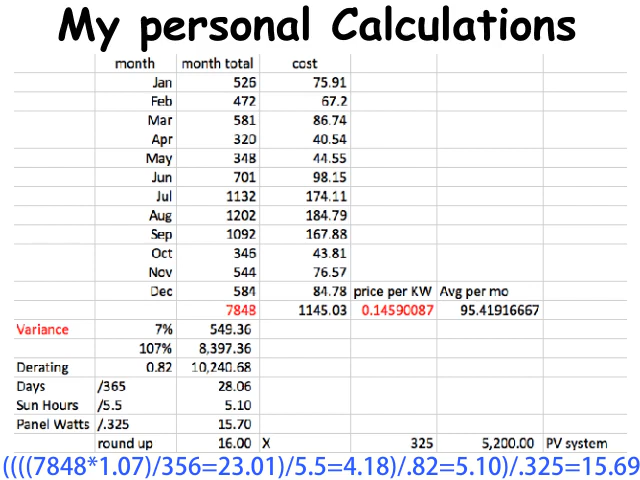 My personal Calculations
month month total cost
Jan 526 75.91
Feb 472 67.2
Mar 581 86.74
Apr 320 40.54
May 348 44.55
Jun 701 98.15
Jul 1132 174.11
Aug 1202 184.79
Sep 1092 167.88
Oct 346 43.81
Nov 544 76.57
Dec 584 84.78 price per KW Avg per mo
7848 1145.03 0.14590087 95.41916667
Variance 7% 549.36
107% 8,397.36
Derating 0.82 10,240.68
Days /365 28.06
Sun Hours /5.5 5.10
Panel Watts /.325 15.70
round up 16.00 X 325 5,200.00 PV system
((((7848*1.07)/356=23.01)/5.5=4.18)/.82=5.10)/.325=15.69